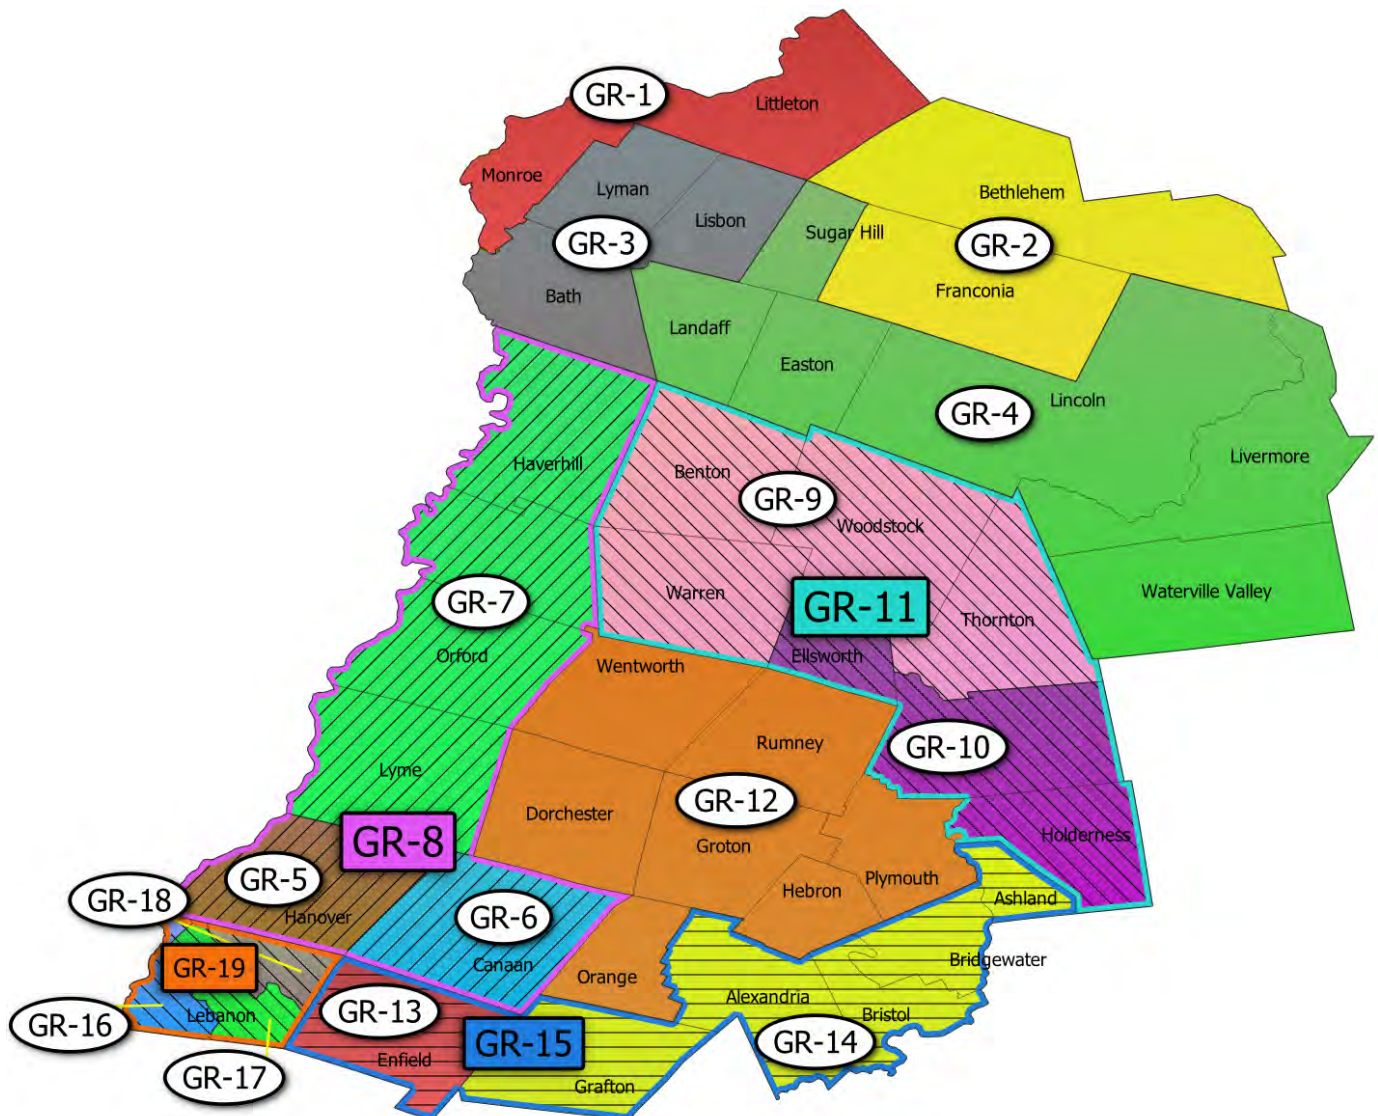 GR-1
Littleton
Monroe
Lyman
Lisbon
Bethlehem
Sugar Hill
GR-3
GR-2
Bath
Franconia
Landaff
Easton
Lincoln
GR-4
Haverhill
Benton
GR-9
Woodstock
Livermore
Warren
GR-11
Thornton
Waterville Valley
GR-7
Orford
Wentworth
Ellsworth
Rumney
GR-10
Lyme
Dorchester
GR-12
Groton
Holderness
GR-8
GR-5
Hanover
GR-18
GR-6
Canaan
Hebron
Plymouth
Ashland
GR-19
Orange
Bridgewater
Alexandria
Bristol
Lebanon
GR-16
GR-13
GR-15
GR-14
Enfield
GR-17
Grafton